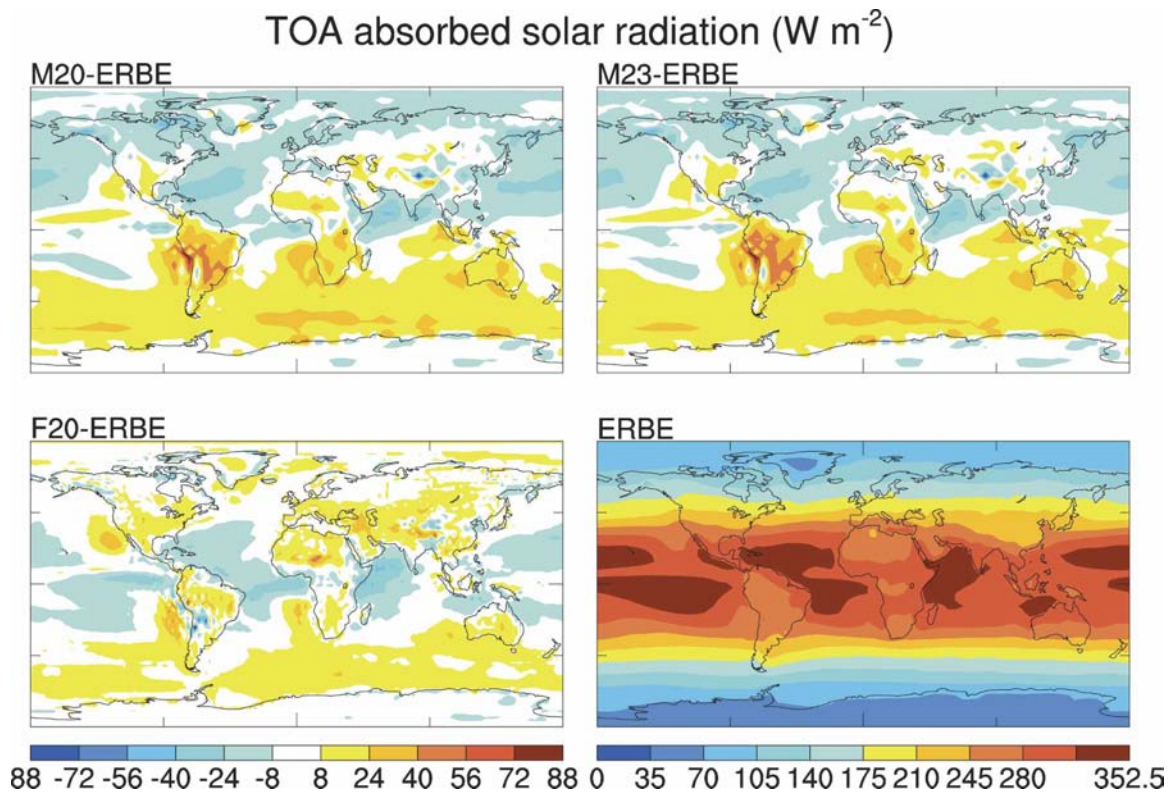 TOA absorbed solar radiation (W m⁻²)
M20-ERBE
M23-ERBE
F20-ERBE
ERBE
88 -72 -56 -40 -24 -8 8 24 40 56 72 88
0 35 70 105 140 175 210 245 280 352.5